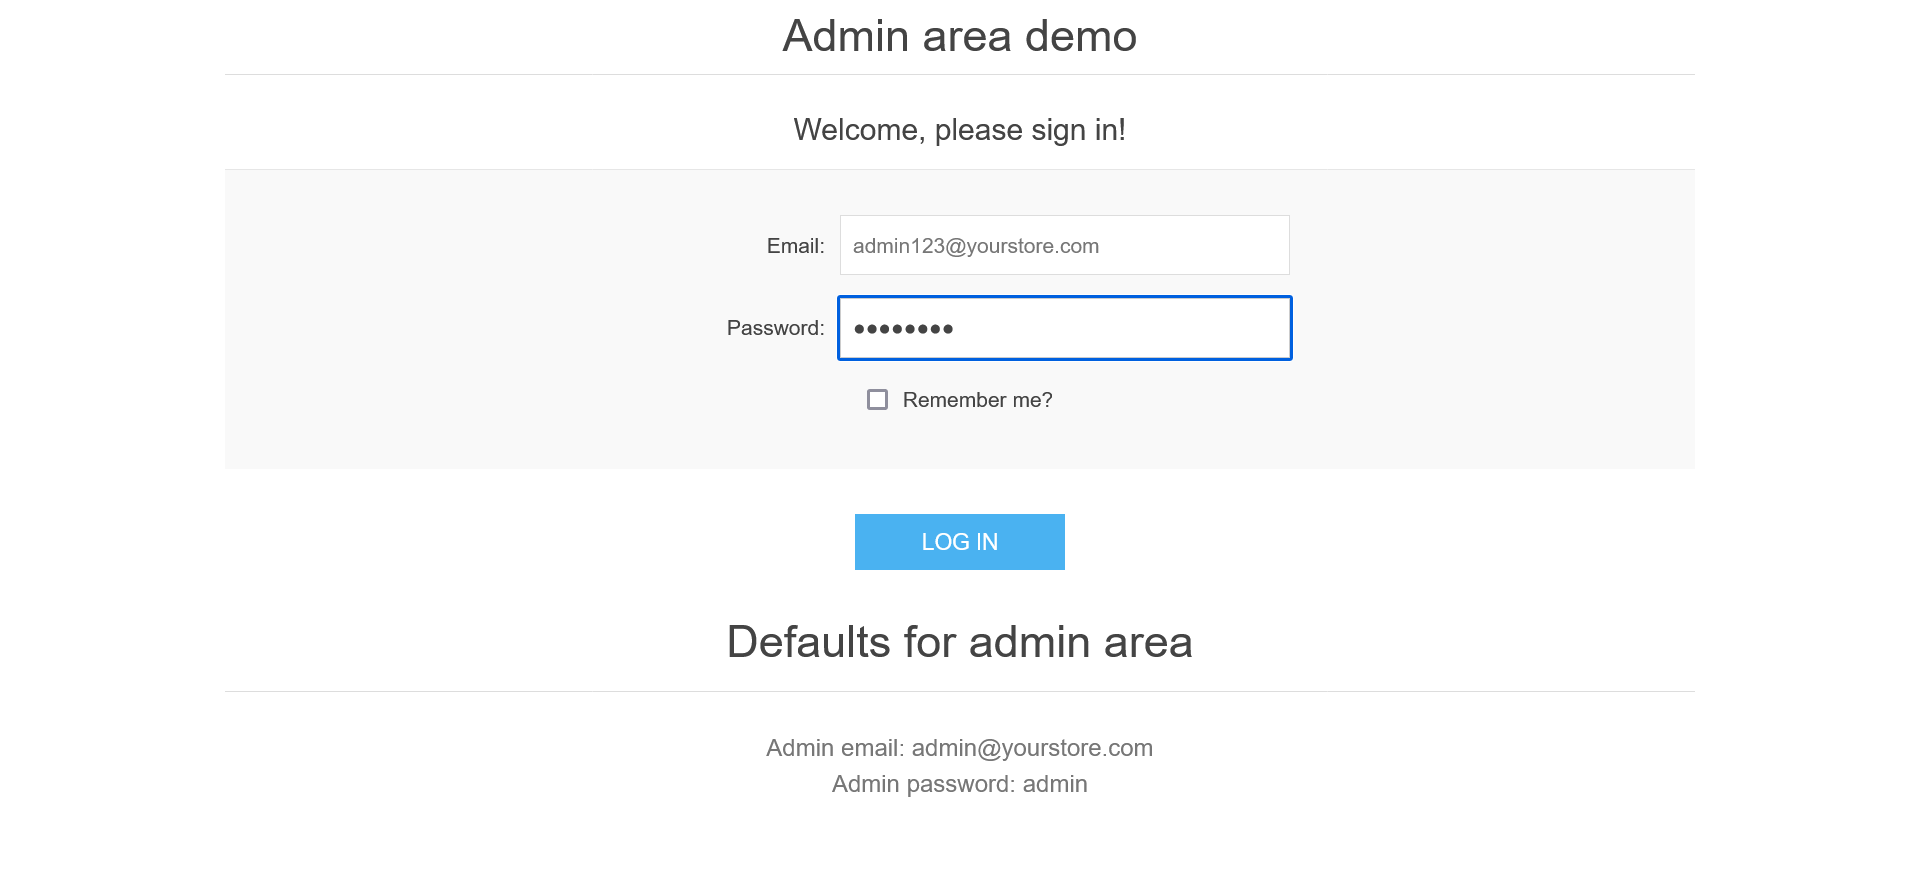 Admin area demo
Welcome, please sign in!
Email: admin123@yourstore.com
Password: ••••••••
Remember me?
LOG IN
Defaults for admin area
Admin email: admin@yourstore.com
Admin password: admin